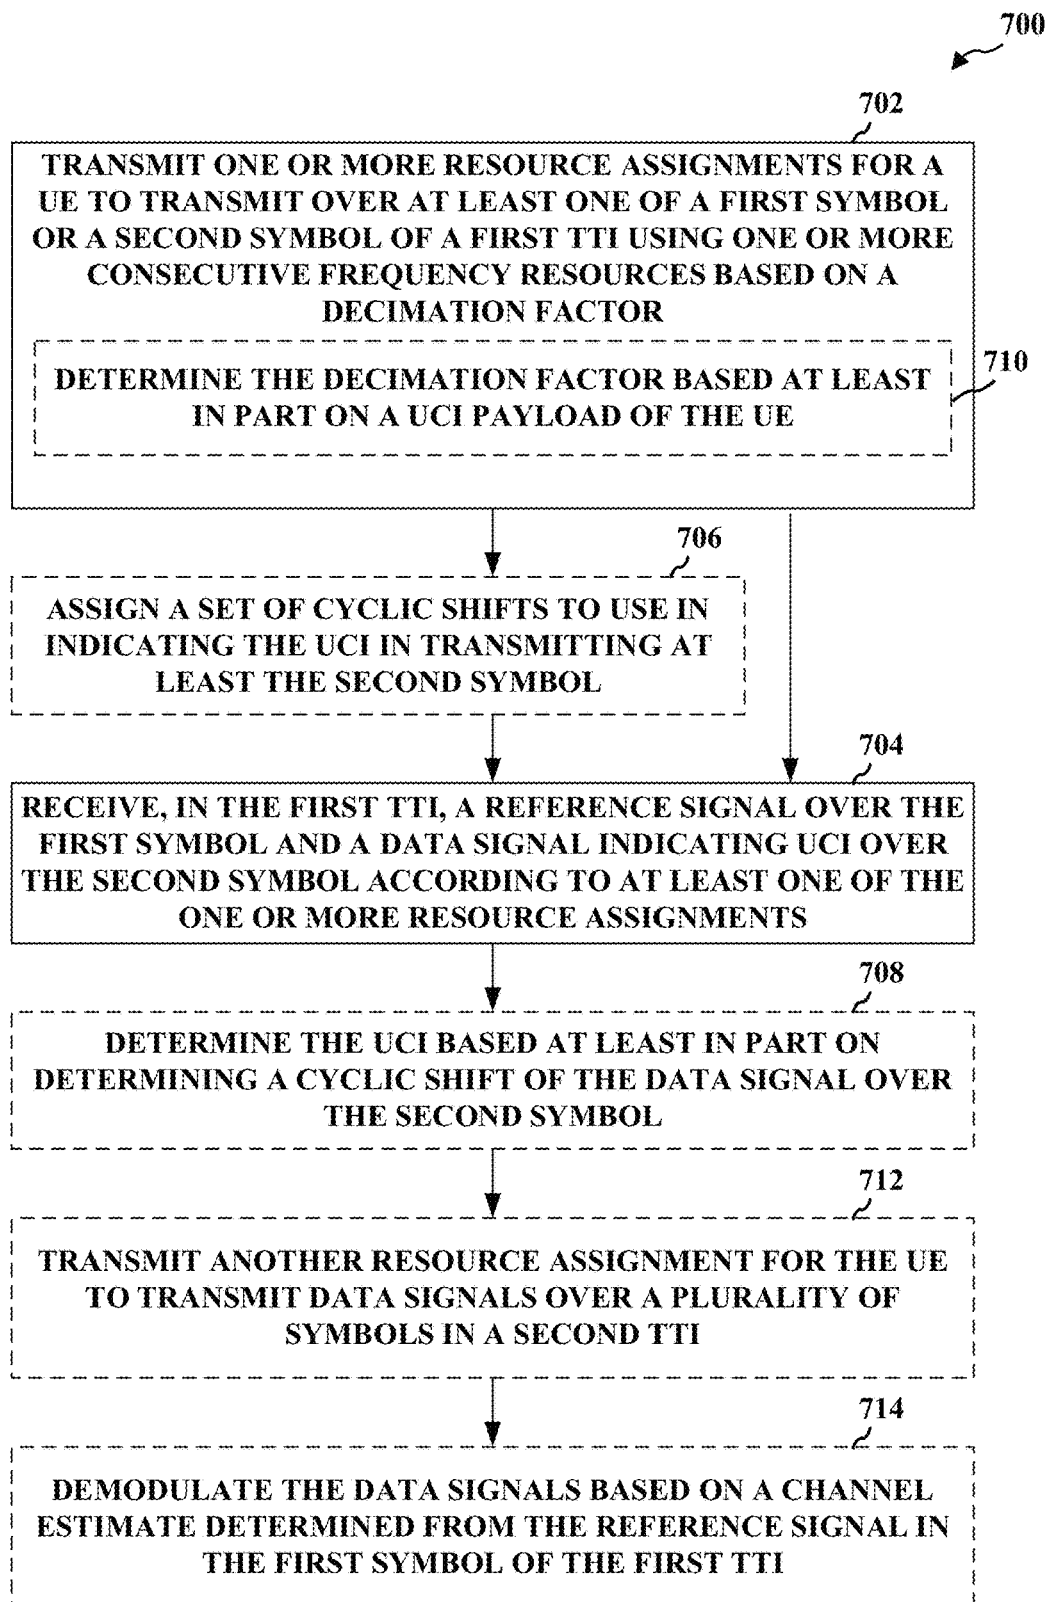 700
702
TRANSMIT ONE OR MORE RESOURCE ASSIGNMENTS FOR A
UE TO TRANSMIT OVER AT LEAST ONE OF A FIRST SYMBOL
OR A SECOND SYMBOL OF A FIRST TTI USING ONE OR MORE
CONSECUTIVE FREQUENCY RESOURCES BASED ON A
DECIMATION FACTOR
710
DETERMINE THE DECIMATION FACTOR BASED AT LEAST
IN PART ON A UCI PAYLOAD OF THE UE
706
ASSIGN A SET OF CYCLIC SHIFTS TO USE IN
INDICATING THE UCI IN TRANSMITTING AT
LEAST THE SECOND SYMBOL
704
RECEIVE, IN THE FIRST TTI, A REFERENCE SIGNAL OVER THE
FIRST SYMBOL AND A DATA SIGNAL INDICATING UCI OVER
THE SECOND SYMBOL ACCORDING TO AT LEAST ONE OF THE
ONE OR MORE RESOURCE ASSIGNMENTS
708
DETERMINE THE UCI BASED AT LEAST IN PART ON
DETERMINING A CYCLIC SHIFT OF THE DATA SIGNAL OVER
THE SECOND SYMBOL
712
TRANSMIT ANOTHER RESOURCE ASSIGNMENT FOR THE UE
TO TRANSMIT DATA SIGNALS OVER A PLURALITY OF
SYMBOLS IN A SECOND TTI
714
DEMODULATE THE DATA SIGNALS BASED ON A CHANNEL
ESTIMATE DETERMINED FROM THE REFERENCE SIGNAL IN
THE FIRST SYMBOL OF THE FIRST TTI